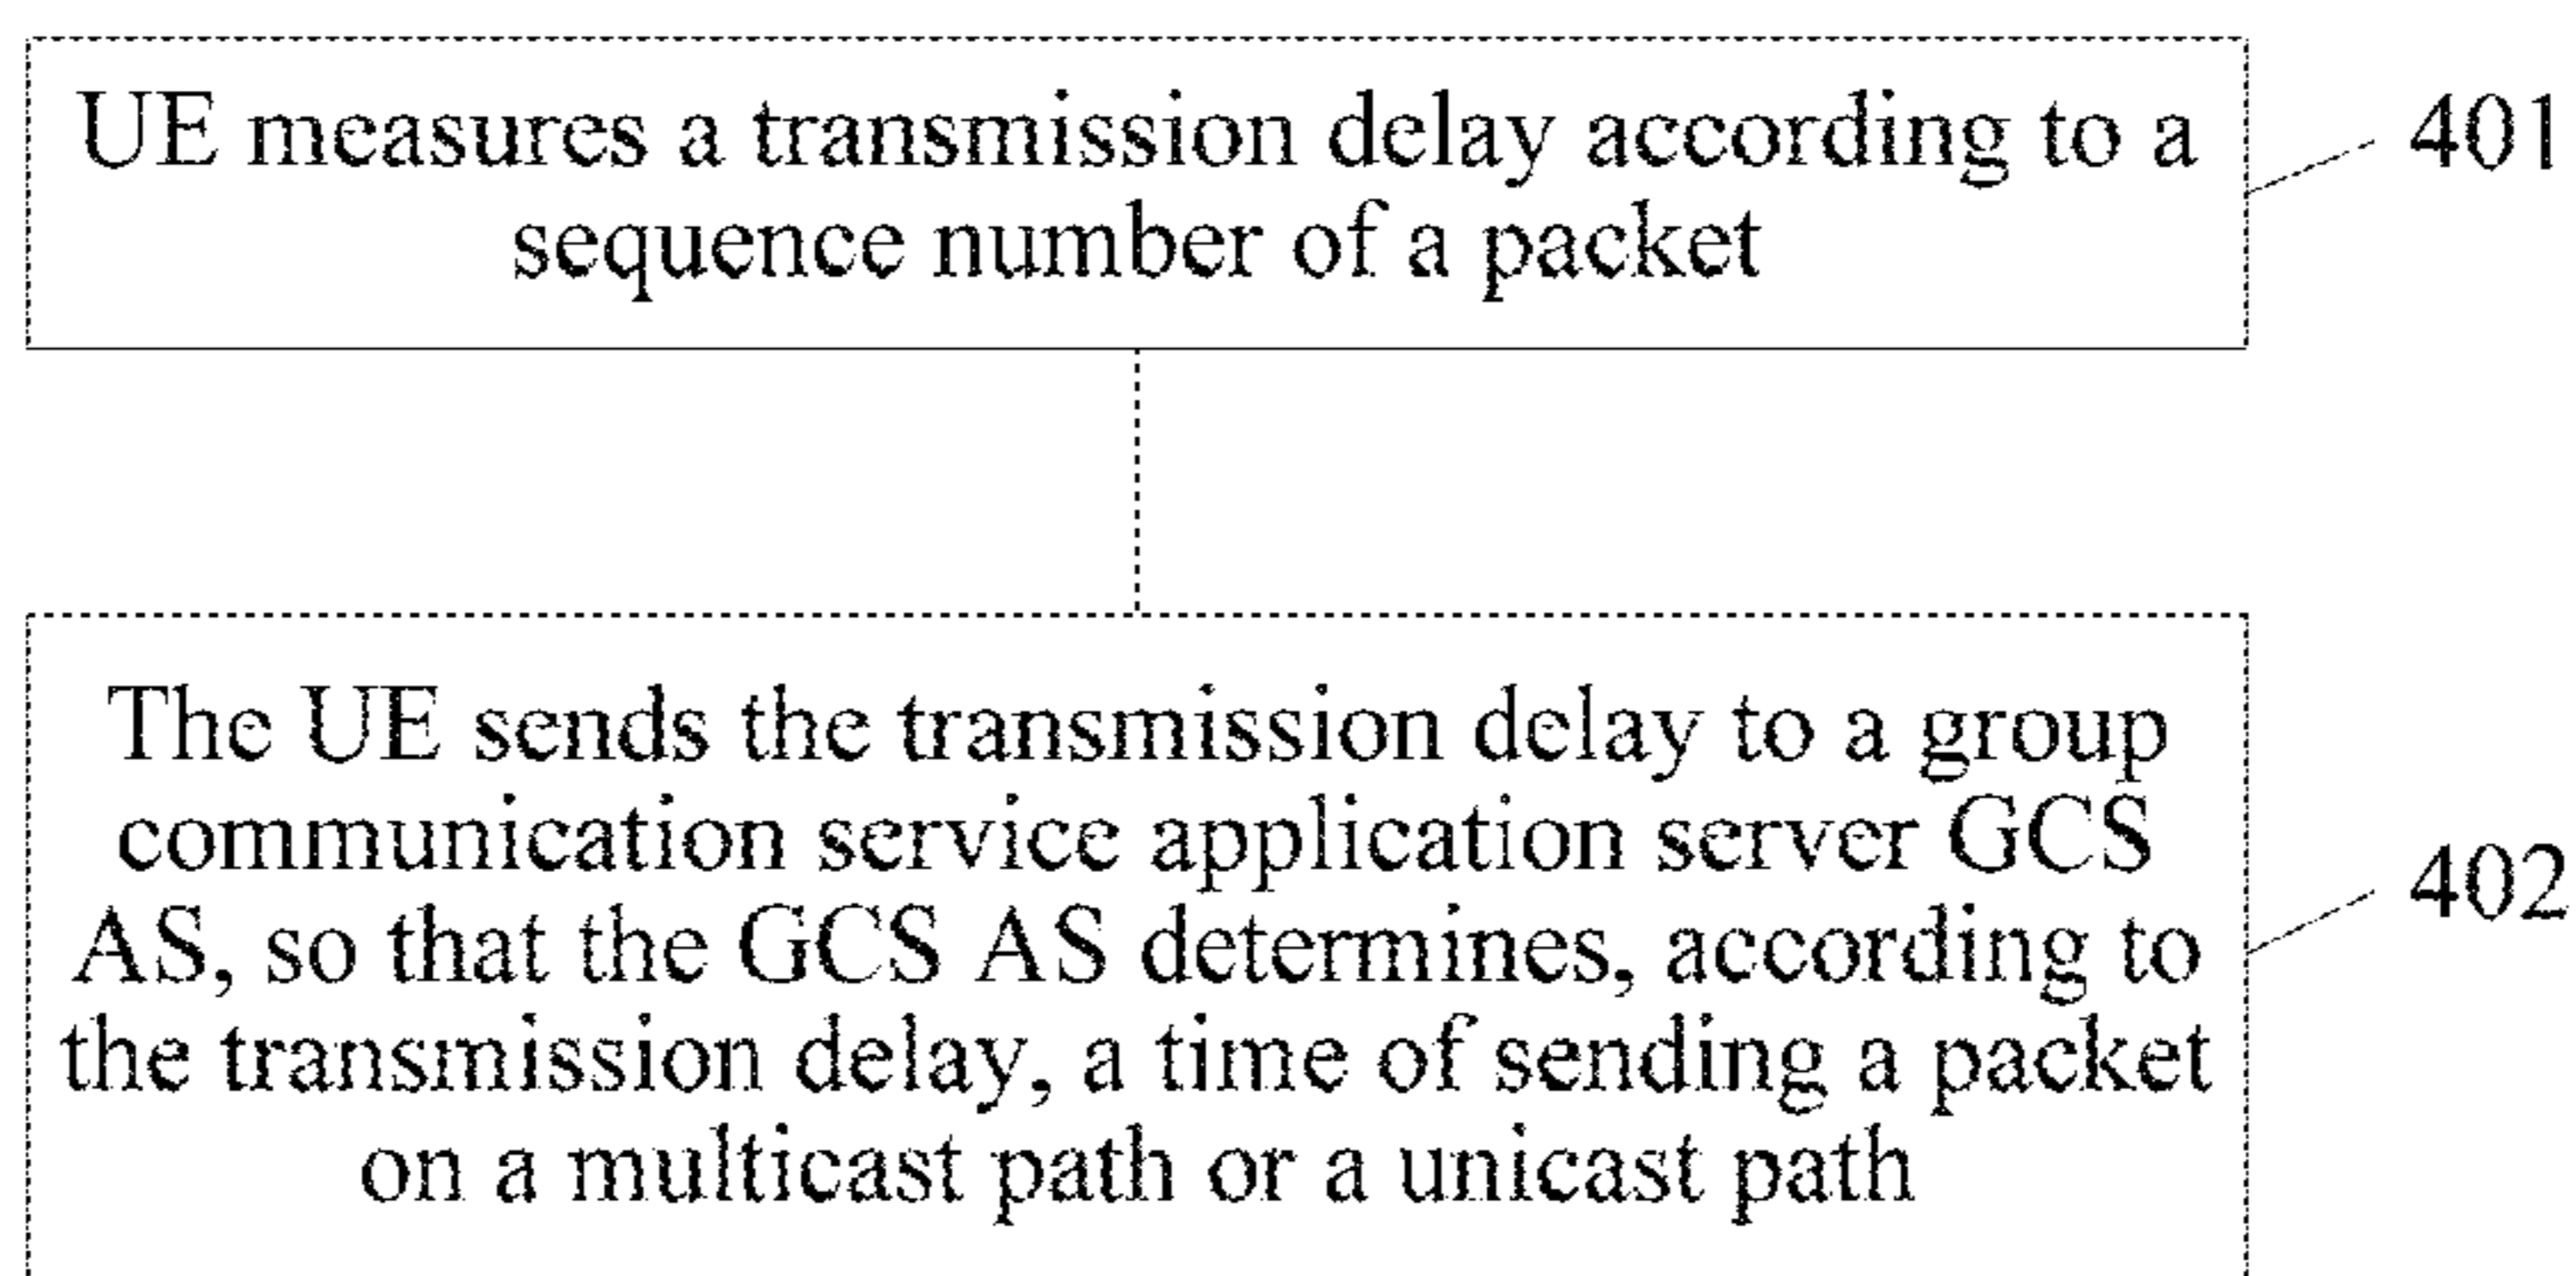 UE measures a transmission delay according to a
sequence number of a packet
401
The UE sends the transmission delay to a group
communication service application server GCS
AS, so that the GCS AS determines, according to
the transmission delay, a time of sending a packet
on a multicast path or a unicast path
402